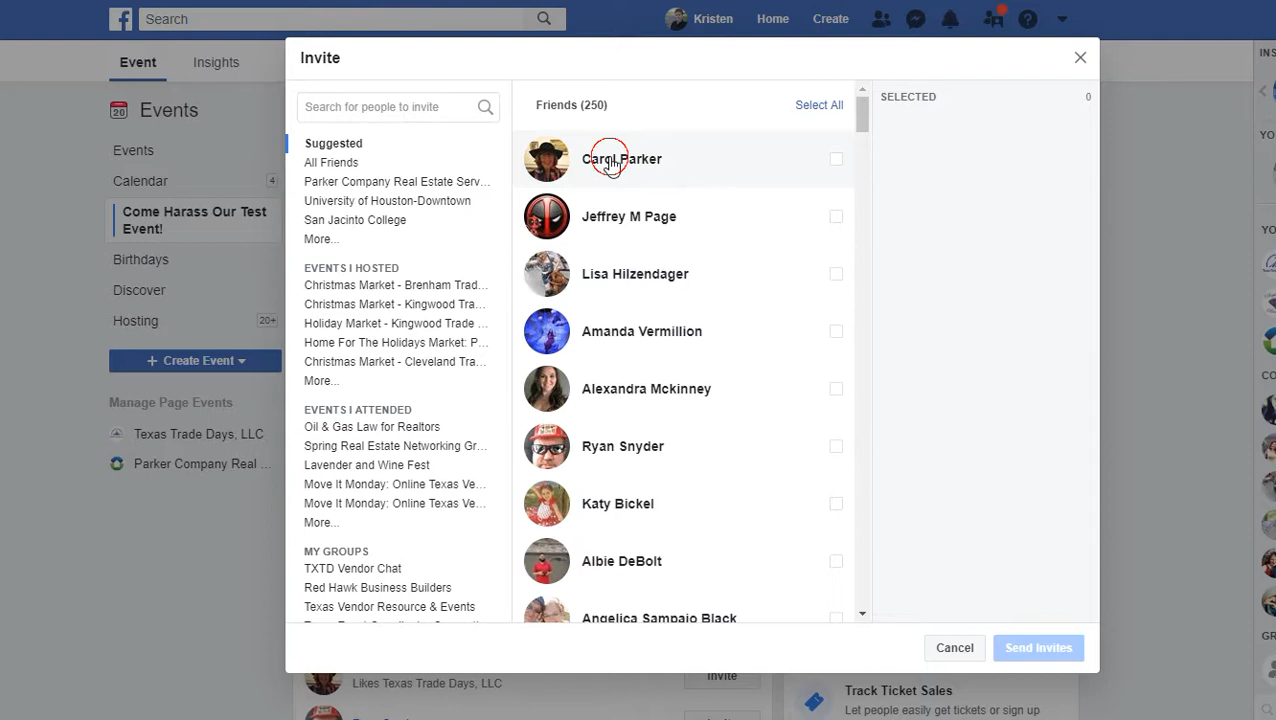 Search
Kristen
Home
Create
Event
Insights
Invite
Events
Events
Calendar
4
Come Harass Our Test
Event!
Birthdays
Discover
Hosting
20+
+ Create Event
Manage Page Events
Texas Trade Days, LLC
Parker Company Real ...
Search for people to invite
Suggested
All Friends
Parker Company Real Estate Serv...
University of Houston-Downtown
San Jacinto College
More...
EVENTS I HOSTED
Christmas Market - Brenham Trad...
Christmas Market - Kingwood Tra...
Holiday Market - Kingwood Trade ...
Home For The Holidays Market: P...
Christmas Market - Cleveland Tra...
More...
EVENTS I ATTENDED
Oil & Gas Law for Realtors
Spring Real Estate Networking Gr...
Lavender and Wine Fest
Move It Monday: Online Texas Ve...
Move It Monday: Online Texas Ve...
More...
MY GROUPS
TXTD Vendor Chat
Red Hawk Business Builders
Texas Vendor Resource & Events
Friends (250)
Select All
Carol Parker
Jeffrey M Page
Lisa Hilzendager
Amanda Vermillion
Alexandra Mckinney
Ryan Snyder
Katy Bickel
Albie DeBolt
Angelica Sampaio Black
SELECTED
0
Cancel
Send Invites
Likes Texas Trade Days, LLC
Invite
Track Ticket Sales
Let people easily get tickets or sign up